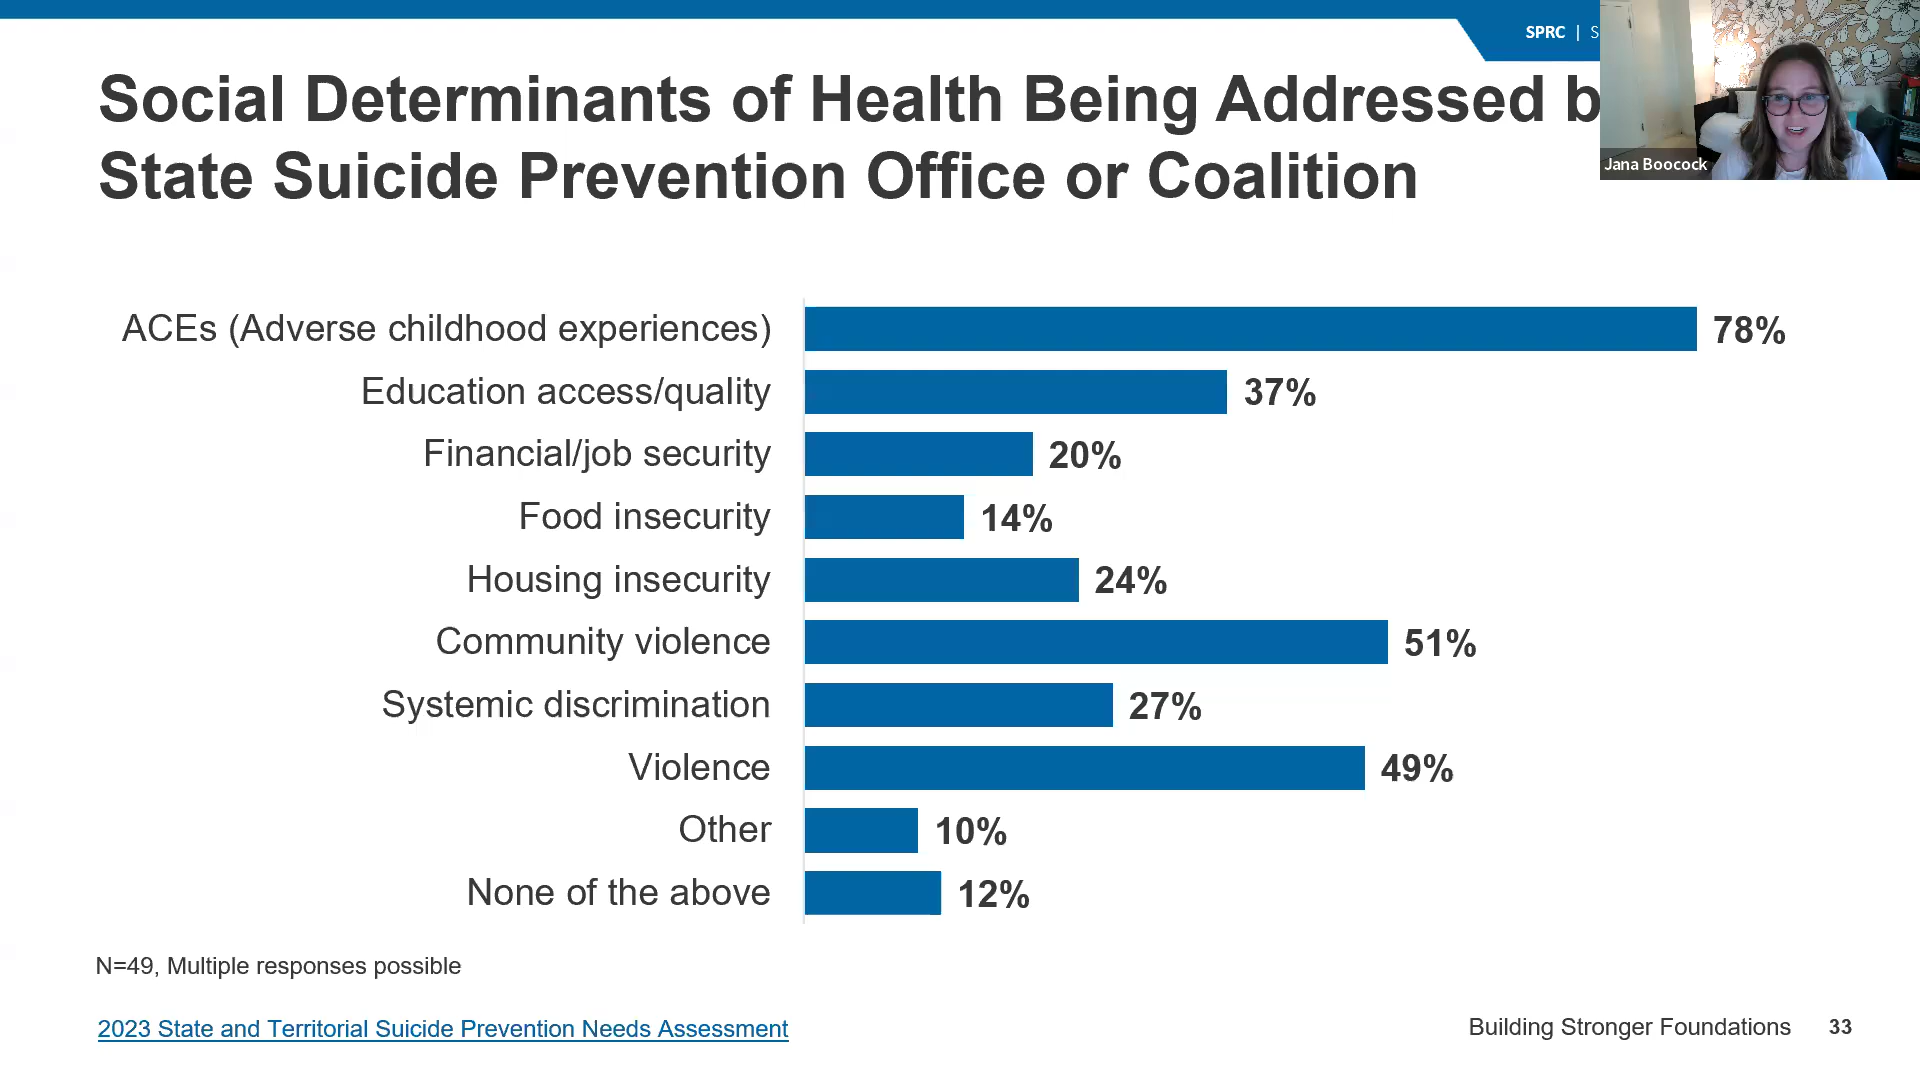 SPRC | S
Social Determinants of Health Being Addressed b
State Suicide Prevention Office or Coalition
Jana Boocock
ACEs (Adverse childhood experiences) 78%
Education access/quality 37%
Financial/job security 20%
Food insecurity 14%
Housing insecurity 24%
Community violence 51%
Systemic discrimination 27%
Violence 49%
Other 10%
None of the above 12%
N=49, Multiple responses possible
2023 State and Territorial Suicide Prevention Needs Assessment
Building Stronger Foundations 33